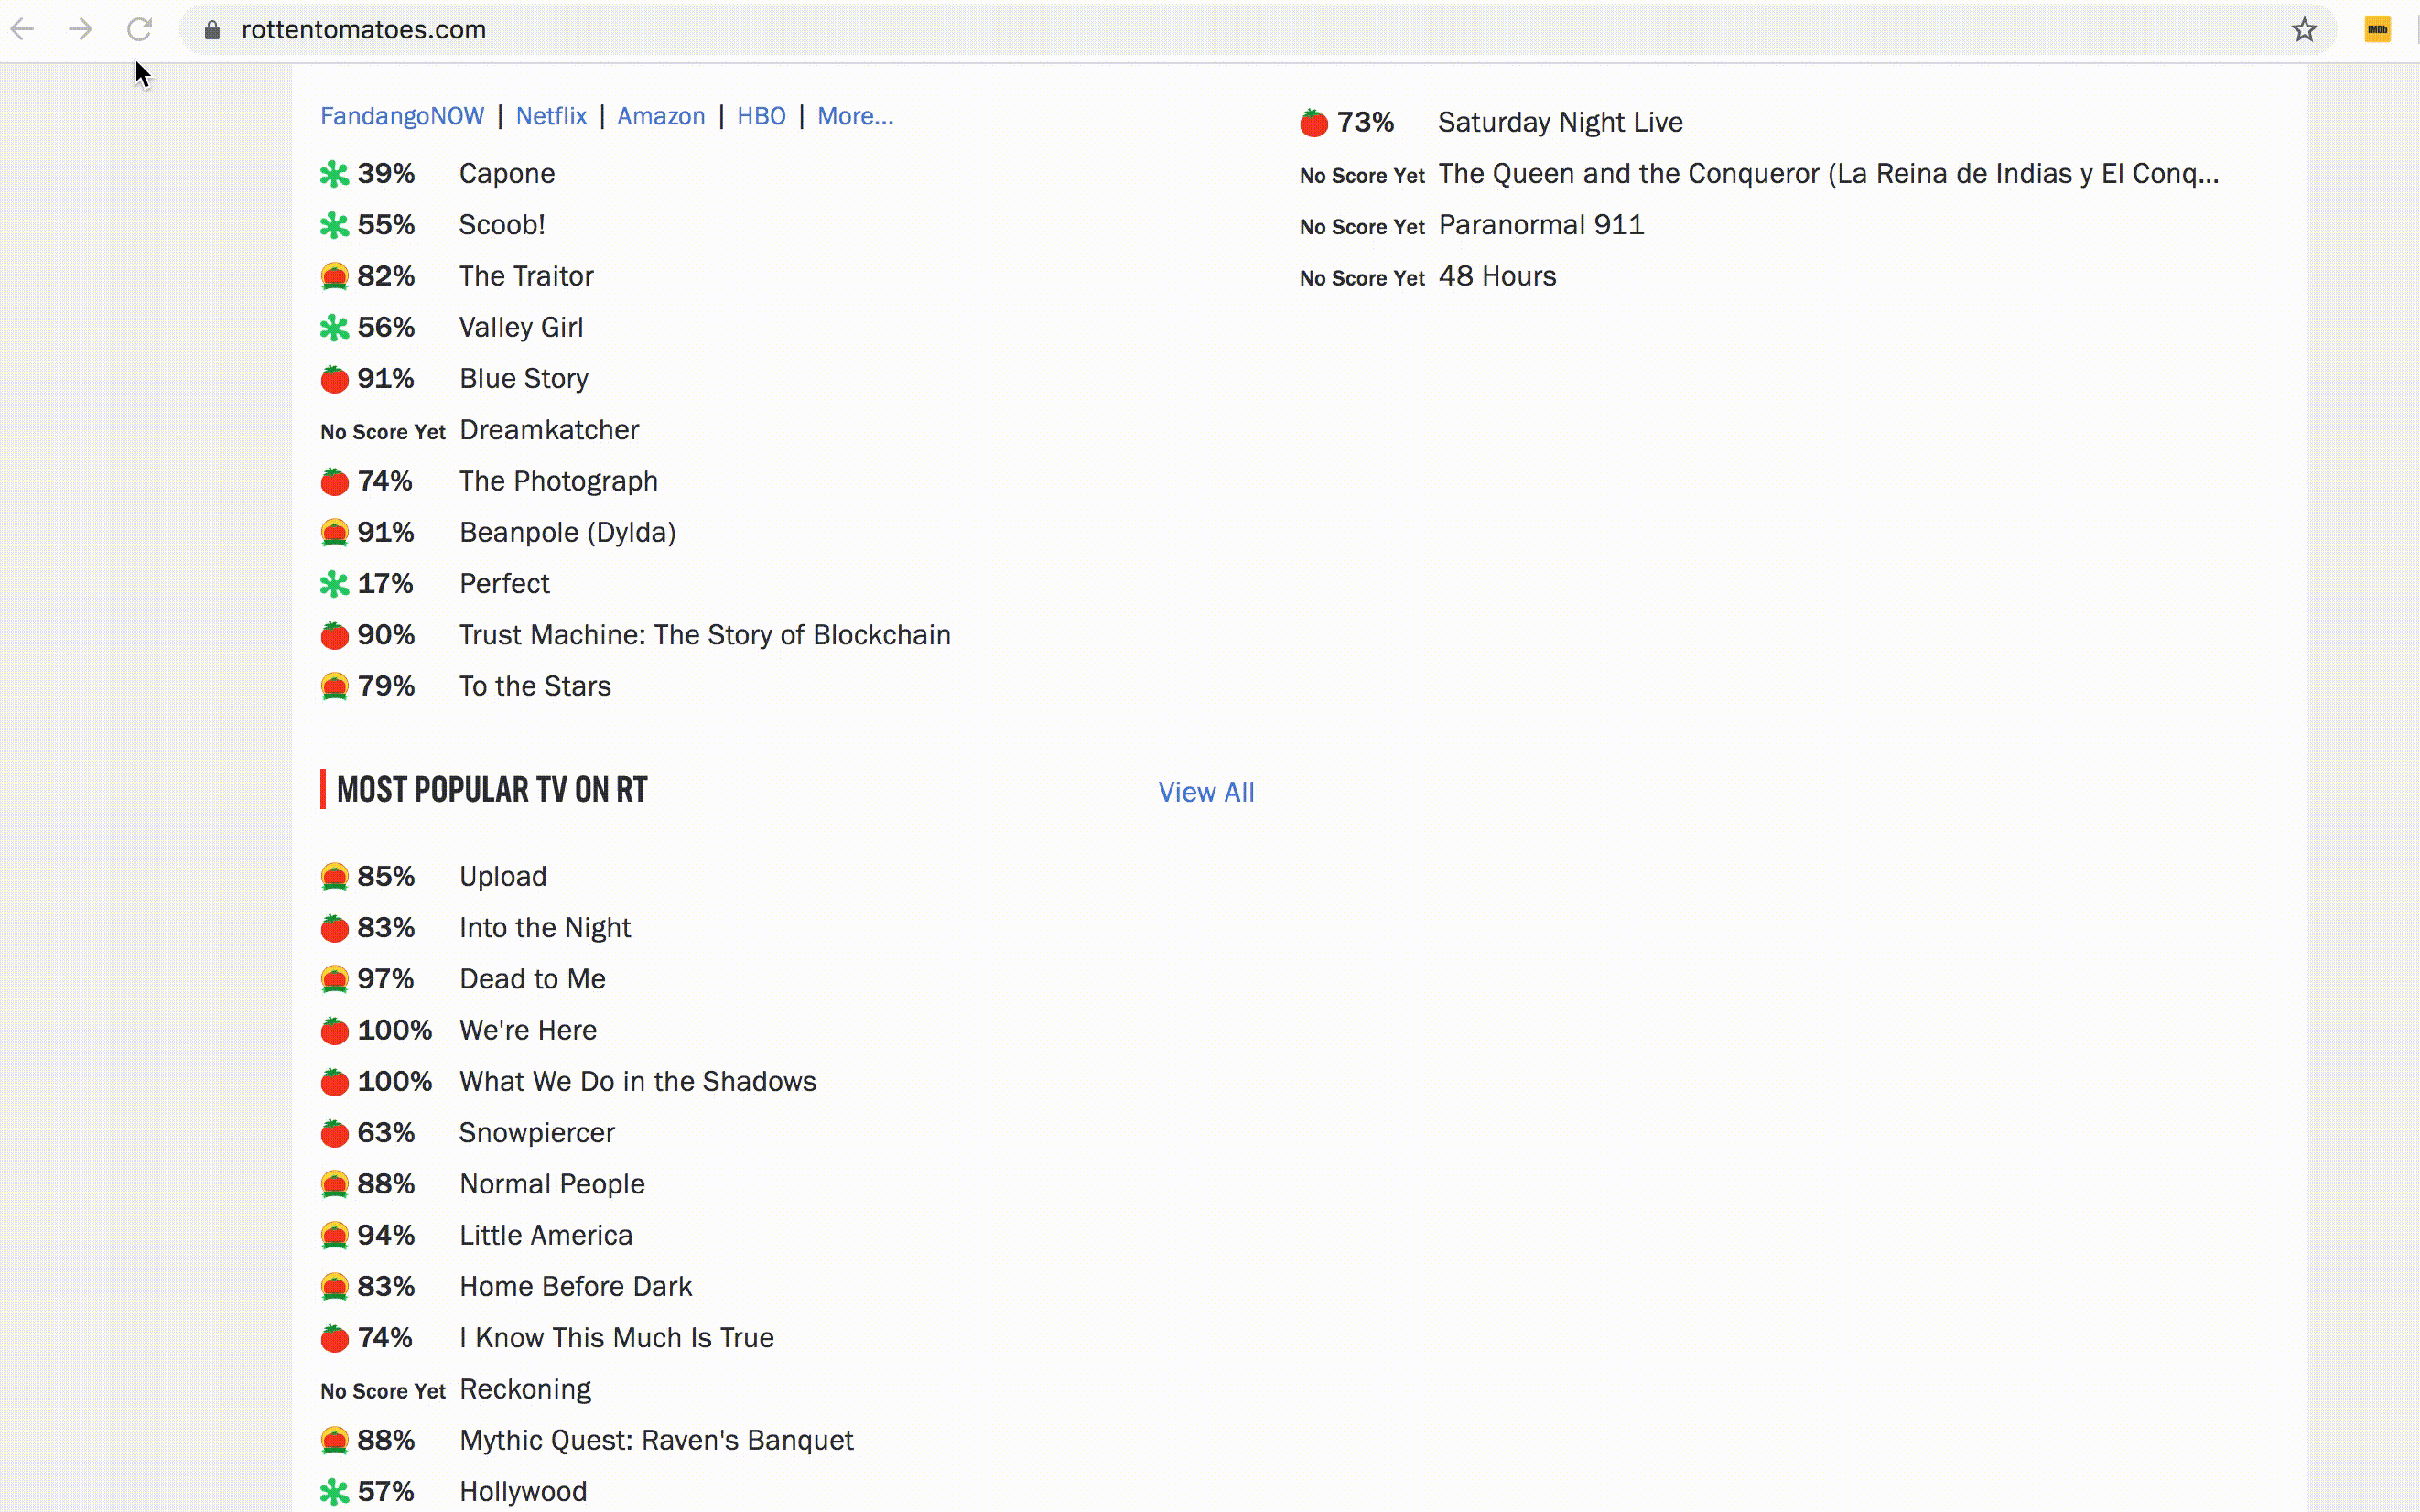 rottentomatoes.com
IMDb
FandangoNOW | Netflix | Amazon | HBO | More...
39% Capone
55% Scoob!
82% The Traitor
56% Valley Girl
91% Blue Story
No Score Yet Dreamkatcher
74% The Photograph
91% Beanpole (Dylda)
17% Perfect
90% Trust Machine: The Story of Blockchain
79% To the Stars
73% Saturday Night Live
No Score Yet The Queen and the Conqueror (La Reina de Indias y El Conq...
No Score Yet Paranormal 911
No Score Yet 48 Hours
MOST POPULAR TV ON RT View All
85% Upload
83% Into the Night
97% Dead to Me
100% We're Here
100% What We Do in the Shadows
63% Snowpiercer
88% Normal People
94% Little America
83% Home Before Dark
74% I Know This Much Is True
No Score Yet Reckoning
88% Mythic Quest: Raven's Banquet
57% Hollywood